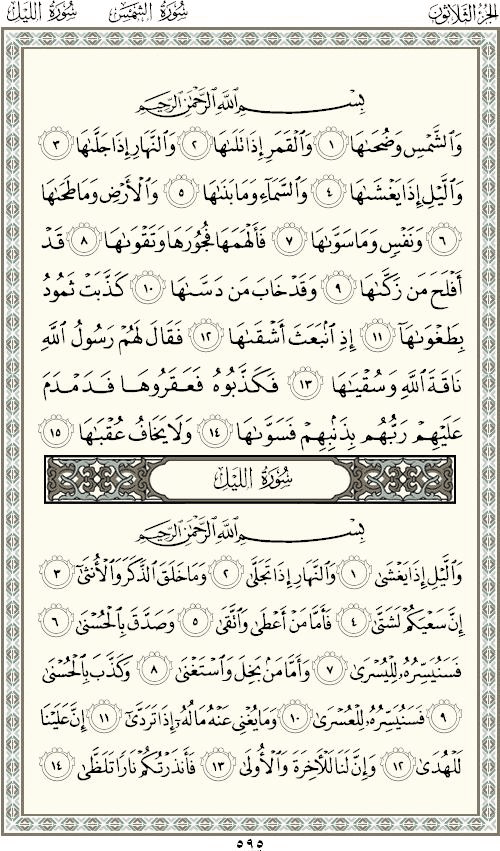 الجزء الثلاثون سورة الشمس سورة الليل
بِسْمِ ٱللَّهِ ٱلرَّحْمَٰنِ ٱلرَّحِيمِ
وَٱلشَّمْسِ وَضُحَىٰهَا ١ وَٱلْقَمَرِ إِذَا تَلَىٰهَا ٢ وَٱلنَّهَارِ إِذَا جَلَّىٰهَا ٣
وَٱلَّيْلِ إِذَا يَغْشَىٰهَا ٤ وَٱلسَّمَآءِ وَمَا بَنَىٰهَا ٥ وَٱلْأَرْضِ وَمَا طَحَىٰهَا
٦ وَنَفْسٍ وَمَا سَوَّىٰهَا ٧ فَأَلْهَمَهَا فُجُورَهَا وَتَقْوَىٰهَا ٨ قَدْ
أَفْلَحَ مَن زَكَّىٰهَا ٩ وَقَدْ خَابَ مَن دَسَّىٰهَا ١٠ كَذَّبَتْ ثَمُودُ
بِطَغْوَىٰهَآ ١١ إِذِ ٱنۢبَعَثَ أَشْقَىٰهَا ١٢ فَقَالَ لَهُمْ رَسُولُ ٱللَّهِ
نَاقَةَ ٱللَّهِ وَسُقْيَٰهَا ١٣ فَكَذَّبُوهُ فَعَقَرُوهَا فَدَمْدَمَ
عَلَيْهِمْ رَبُّهُم بِذَنۢبِهِمْ فَسَوَّىٰهَا ١٤ وَلَا يَخَافُ عُقْبَٰهَا ١٥
سُورَةُ اللَّيْلِ
بِسْمِ ٱللَّهِ ٱلرَّحْمَٰنِ ٱلرَّحِيمِ
وَٱلَّيْلِ إِذَا يَغْشَىٰ ١ وَٱلنَّهَارِ إِذَا تَجَلَّىٰ ٢ وَمَا خَلَقَ ٱلذَّكَرَ وَٱلْأُنثَىٰٓ ٣
إِنَّ سَعْيَكُمْ لَشَتَّىٰ ٤ فَأَمَّا مَنْ أَعْطَىٰ وَٱتَّقَىٰ ٥ وَصَدَّقَ بِٱلْحُسْنَىٰ ٦
فَسَنُيَسِّرُهُۥ لِلْيُسْرَىٰ ٧ وَأَمَّا مَنۢ بَخِلَ وَٱسْتَغْنَىٰ ٨ وَكَذَّبَ بِٱلْحُسْنَىٰ
٩ فَسَنُيَسِّرُهُۥ لِلْعُسْرَىٰ ١٠ وَمَا يُغْنِى عَنْهُ مَالُهُۥٓ إِذَا تَرَدَّىٰٓ ١١ إِنَّ عَلَيْنَا
لَلْهُدَىٰ ١٢ وَإِنَّ لَنَا لَلْءَاخِرَةَ وَٱلْأُولَىٰ ١٣ فَأَنذَرْتُكُمْ نَارًا تَلَظَّىٰ ١٤
٥٩٥